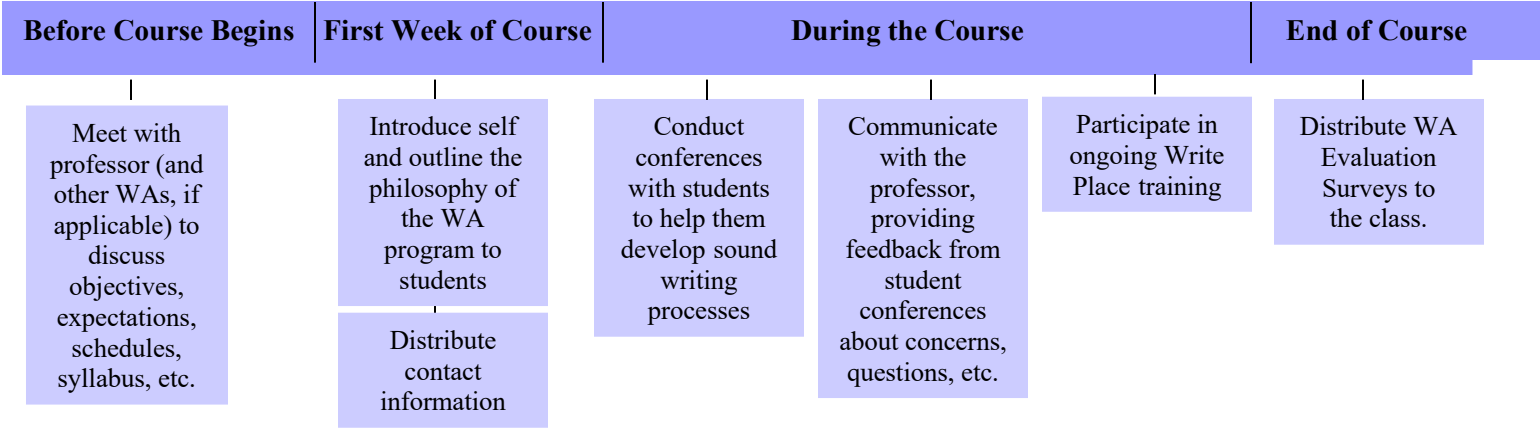 Before Course Begins
First Week of Course
During the Course
End of Course
Meet with
professor (and
other WAs, if
applicable) to
discuss
objectives,
expectations,
schedules,
syllabus, etc.
Introduce self
and outline the
philosophy of
the WA
program to
students
Distribute
contact
information
Conduct
conferences
with students
to help them
develop sound
writing
processes
Communicate
with the
professor,
providing
feedback from
student
conferences
about concerns,
questions, etc.
Participate in
ongoing Write
Place training
Distribute WA
Evaluation
Surveys to
the class.